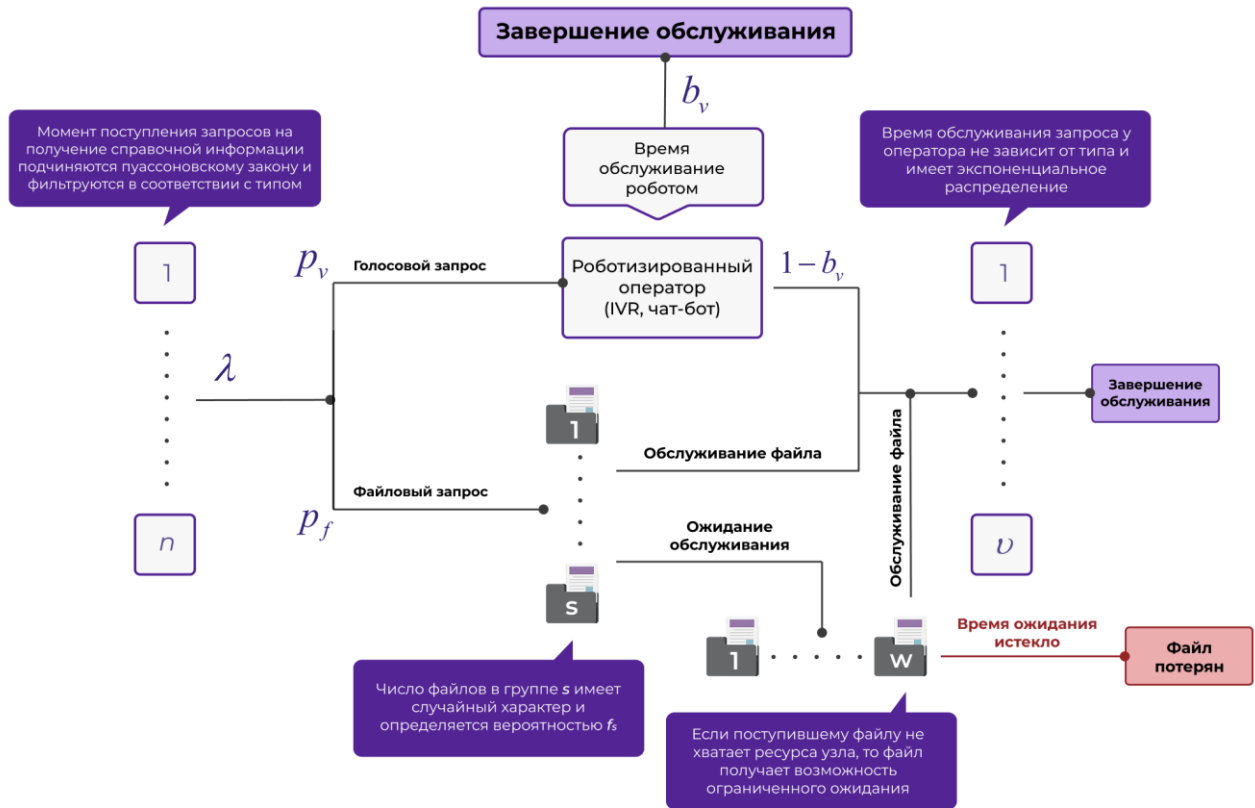 Завершение обслуживания
b_v
Момент поступления запросов на
получение справочной информации
подчиняются пуассоновскому закону и
фильтруются в соответствии с типом
Время
обслуживание
роботом
Время обслуживания запроса у
оператора не зависит от типа и
имеет экспоненциальное
распределение
1
p_v
Голосовой запрос
Роботизированный
оператор
(IVR, чат-бот)
1 − b_v
1
λ
Завершение
обслуживания
1
Обслуживание файла
Обслуживание файла
Файловый запрос
p_f
n
Ожидание
обслуживания
υ
s
1
w
Время ожидания
истекло
Файл
потерян
Число файлов в группе s имеет
случайный характер и
определяется вероятностью fs
Если поступившему файлу не
хватает ресурса узла, то файл
получает возможность
ограниченного ожидания